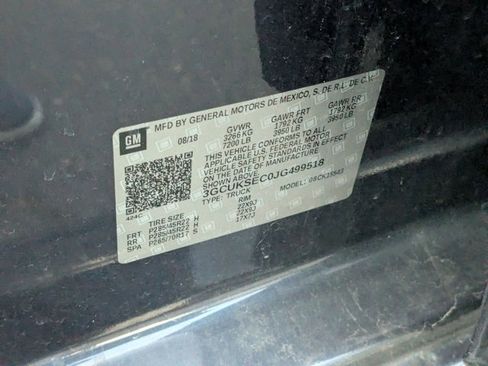 GM
MFD BY GENERAL MOTORS DE MEXICO, S. DE R.L. DE C.V.
08/18 GVWR GAWR FRT GAWR RR
3266 KG 1792 KG 1792 KG
7200 LB 3950 LB 3950 LB
THIS VEHICLE CONFORMS TO ALL
APPLICABLE U.S. FEDERAL MOTOR
VEHICLE SAFETY STANDARDS IN EFFECT
ON THE DATE OF MANUFACTURE
3GCUKSEC0JG499518
TYPE: TRUCK MODEL:
TIRE SIZE RIM
FRT P285/45R22 H 22X9J
RR P285/45R22 H 22X9J
SP P265/70R17 S 17X7J